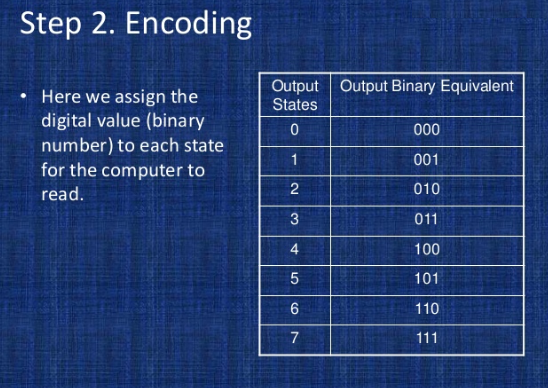 Step 2. Encoding
• Here we assign the
digital value (binary
number) to each state
for the computer to
read.
Output States | Output Binary Equivalent
0 | 000
1 | 001
2 | 010
3 | 011
4 | 100
5 | 101
6 | 110
7 | 111